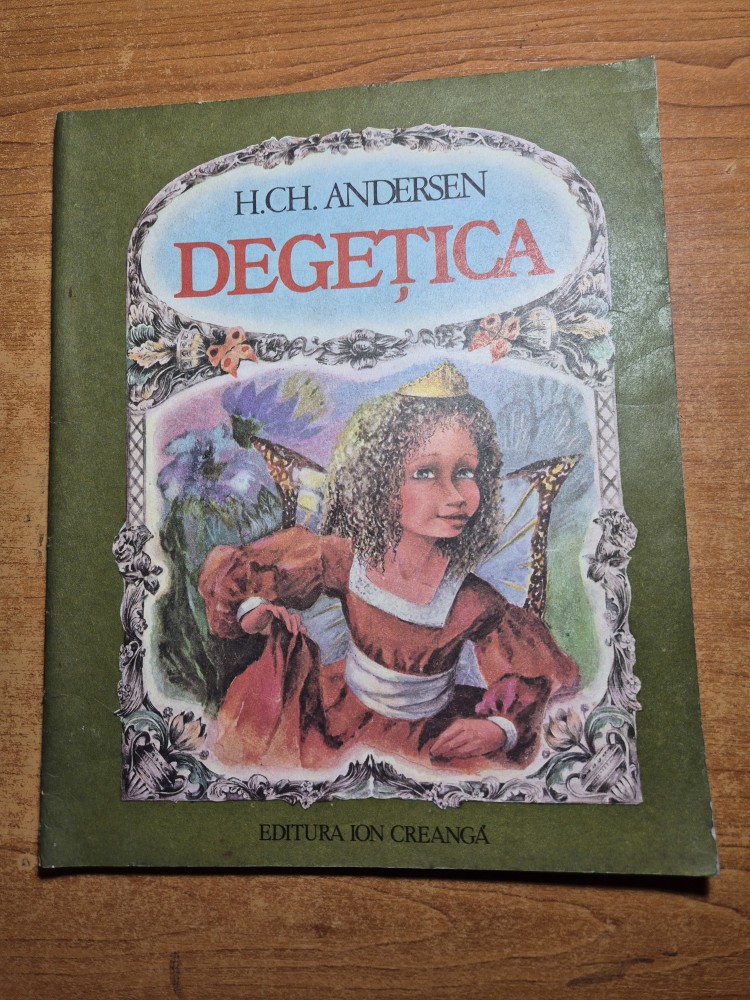 H.CH. ANDERSEN
DEGEȚICA
EDITURA ION CREANGĂ